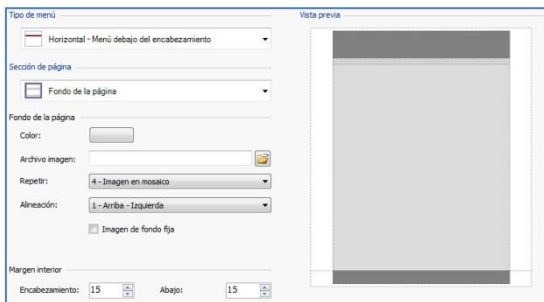 Tipo de menú
Horizontal - Menú debajo del encabezamiento
Sección de página
Fondo de la página
Fondo de la página
Color:
Archivo imagen:
Repetir: 4 - Imagen en mosaico
Alineación: 1 - Arriba - Izquierda
Imagen de fondo fija
Margen interior
Encabezamiento: 15 Abajo: 15
Vista previa